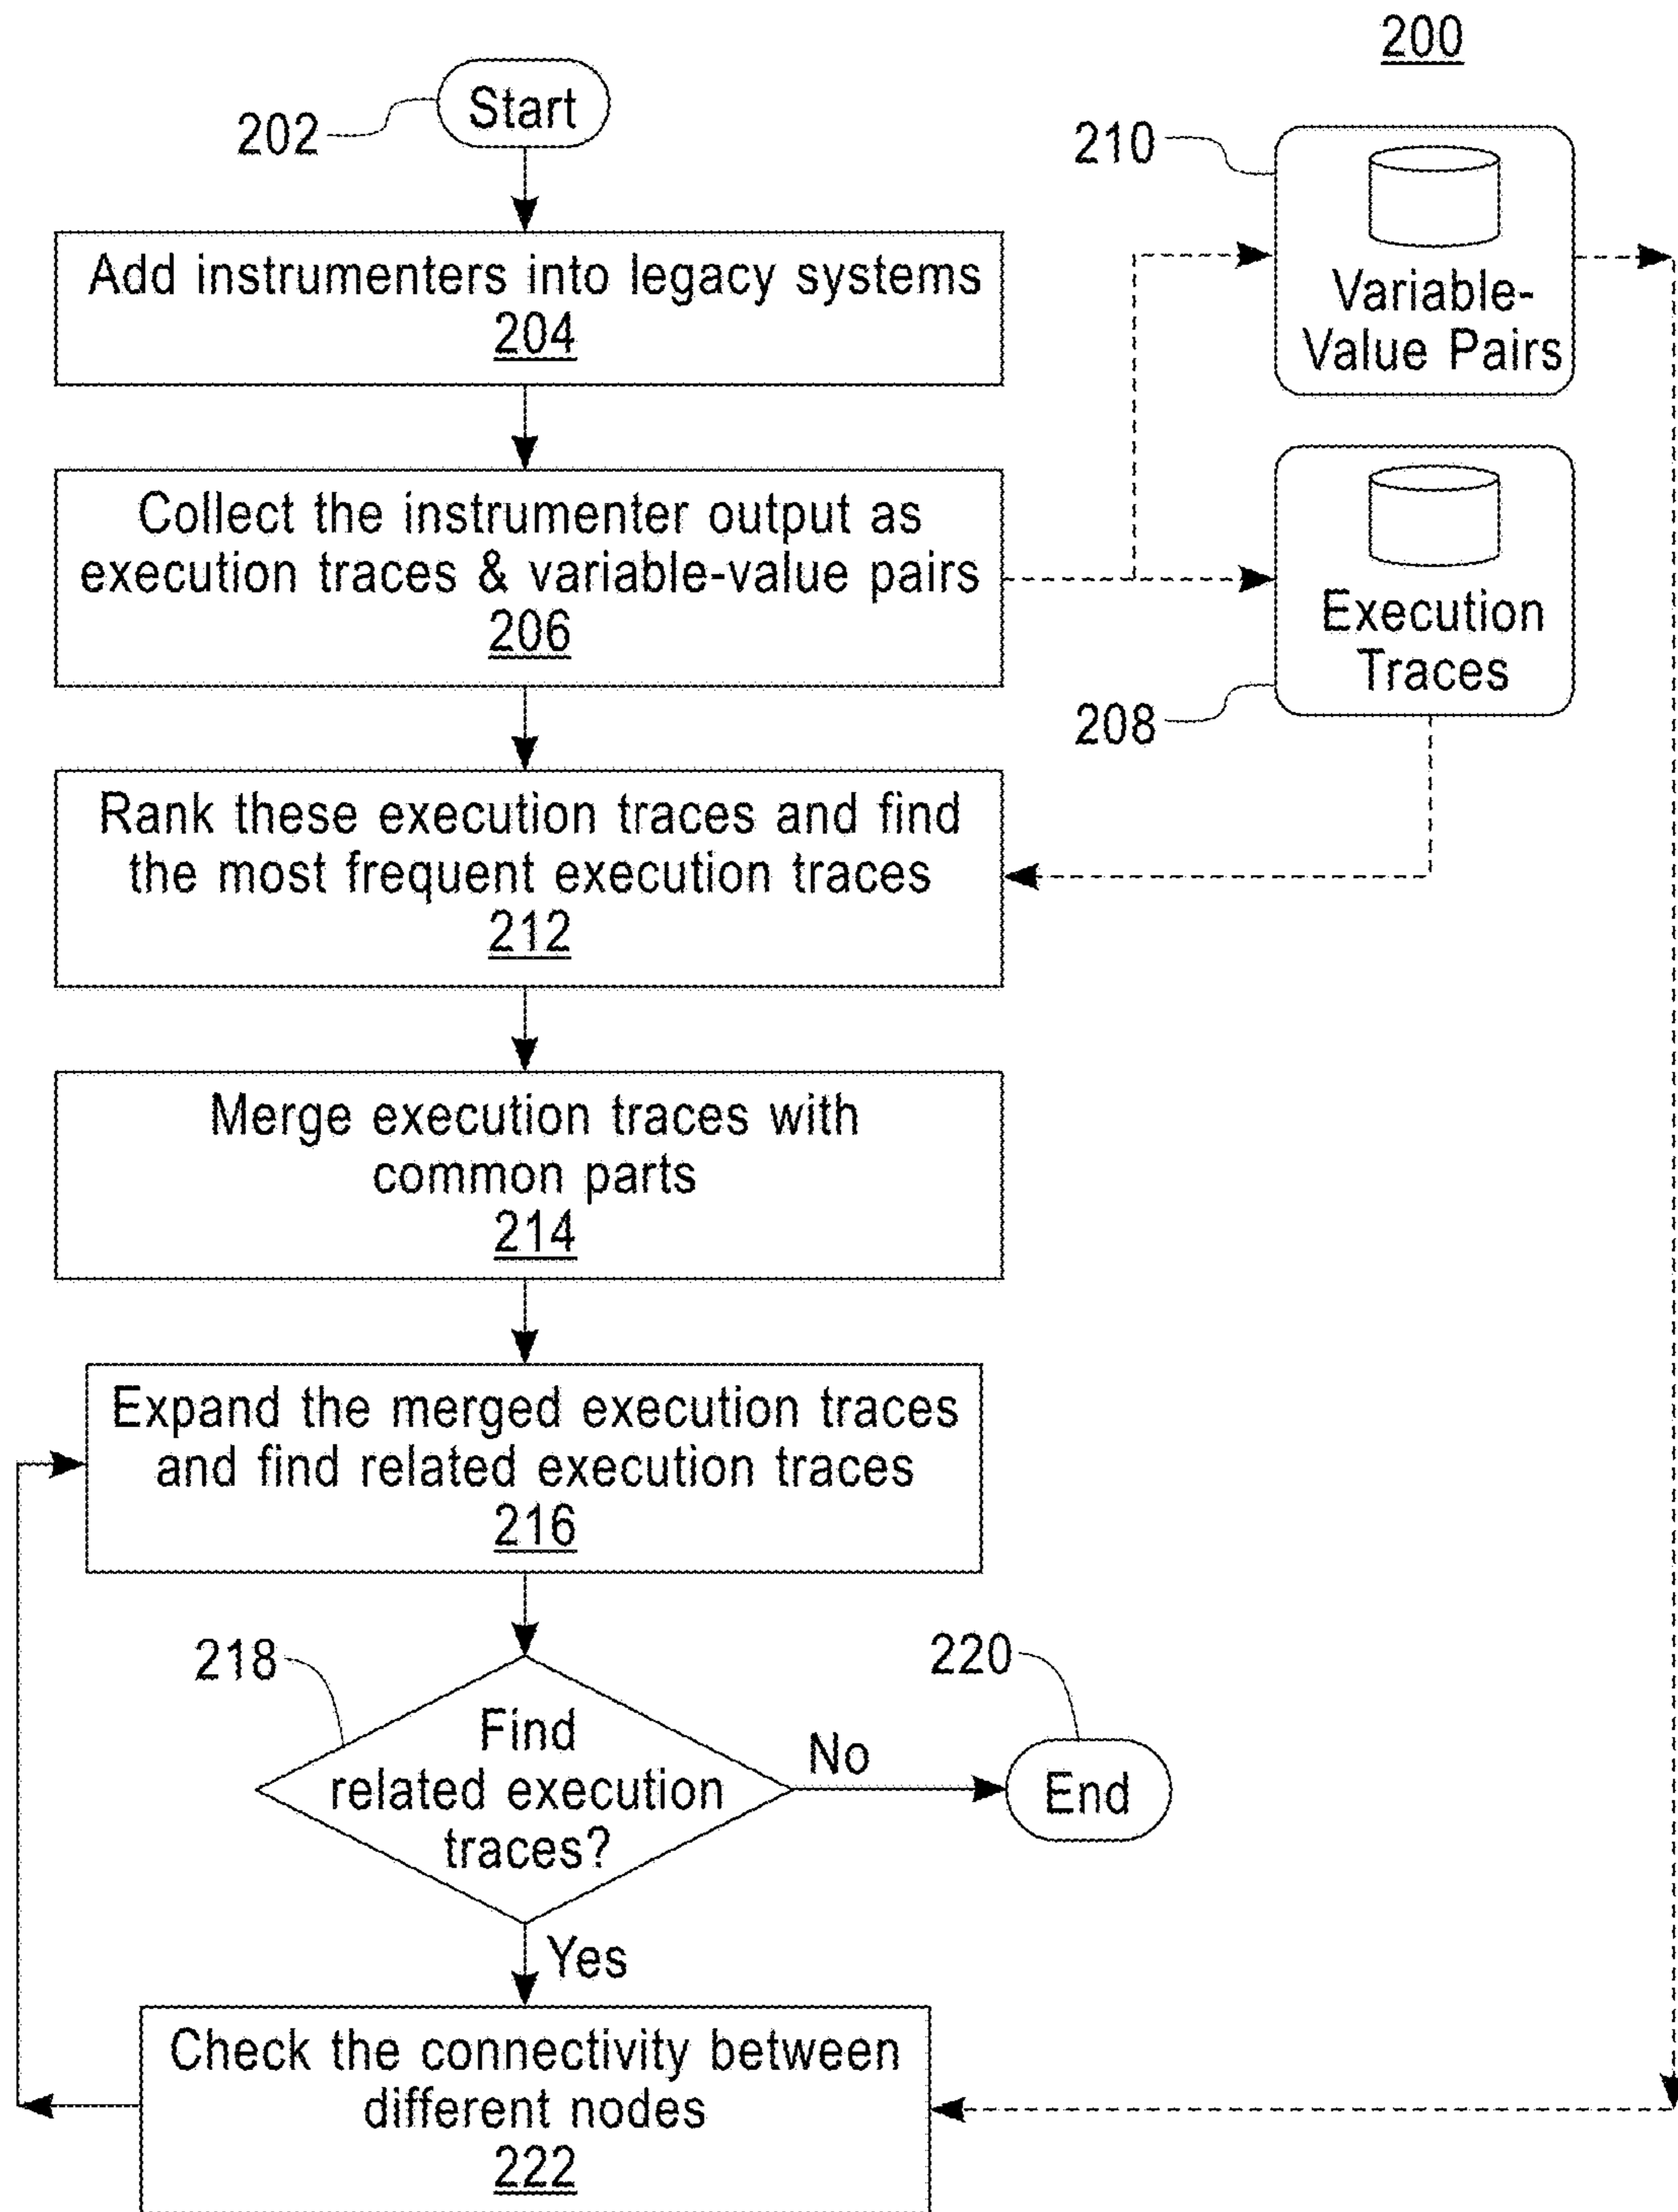 200
202
Start
210
Add instrumenters into legacy systems
204
Variable-
Value Pairs
Collect the instrumenter output as
execution traces & variable-value pairs
206
Execution
Traces
208
Rank these execution traces and find
the most frequent execution traces
212
Merge execution traces with
common parts
214
Expand the merged execution traces
and find related execution traces
216
218
220
Find
related execution
traces?
No
End
Yes
Check the connectivity between
different nodes
222